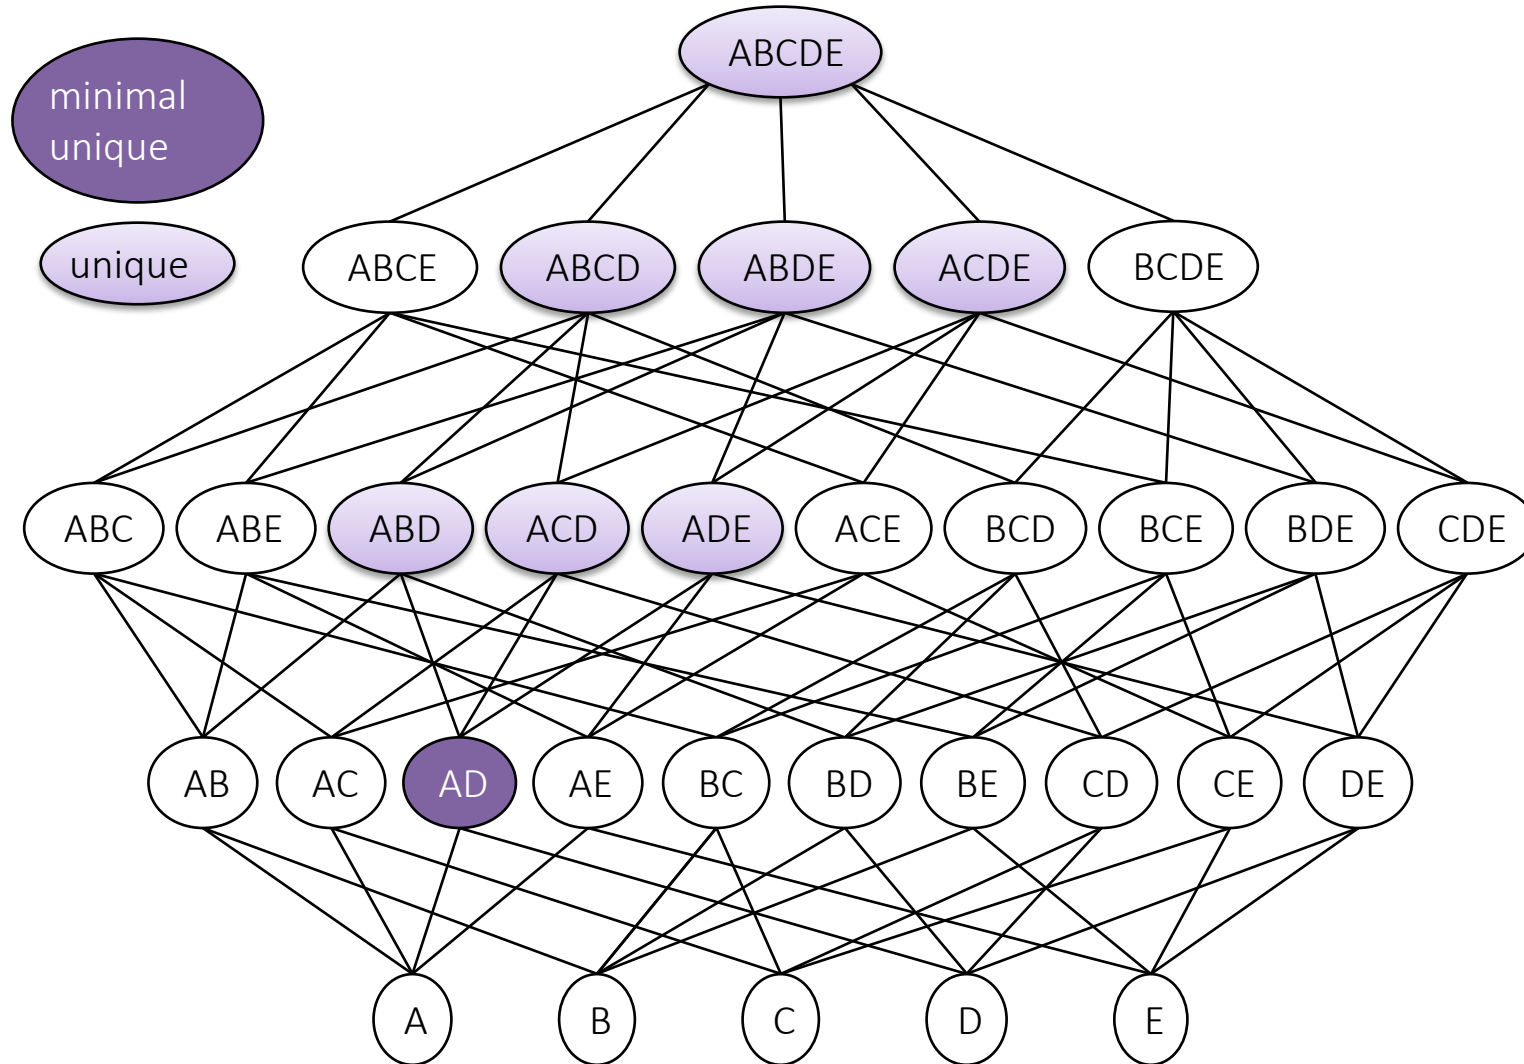 ABCDE
minimal
unique
unique
ABCE ABCD ABDE ACDE BCDE
ABC ABE ABD ACD ADE ACE BCD BCE BDE CDE
AB AC AD AE BC BD BE CD CE DE
A B C D E